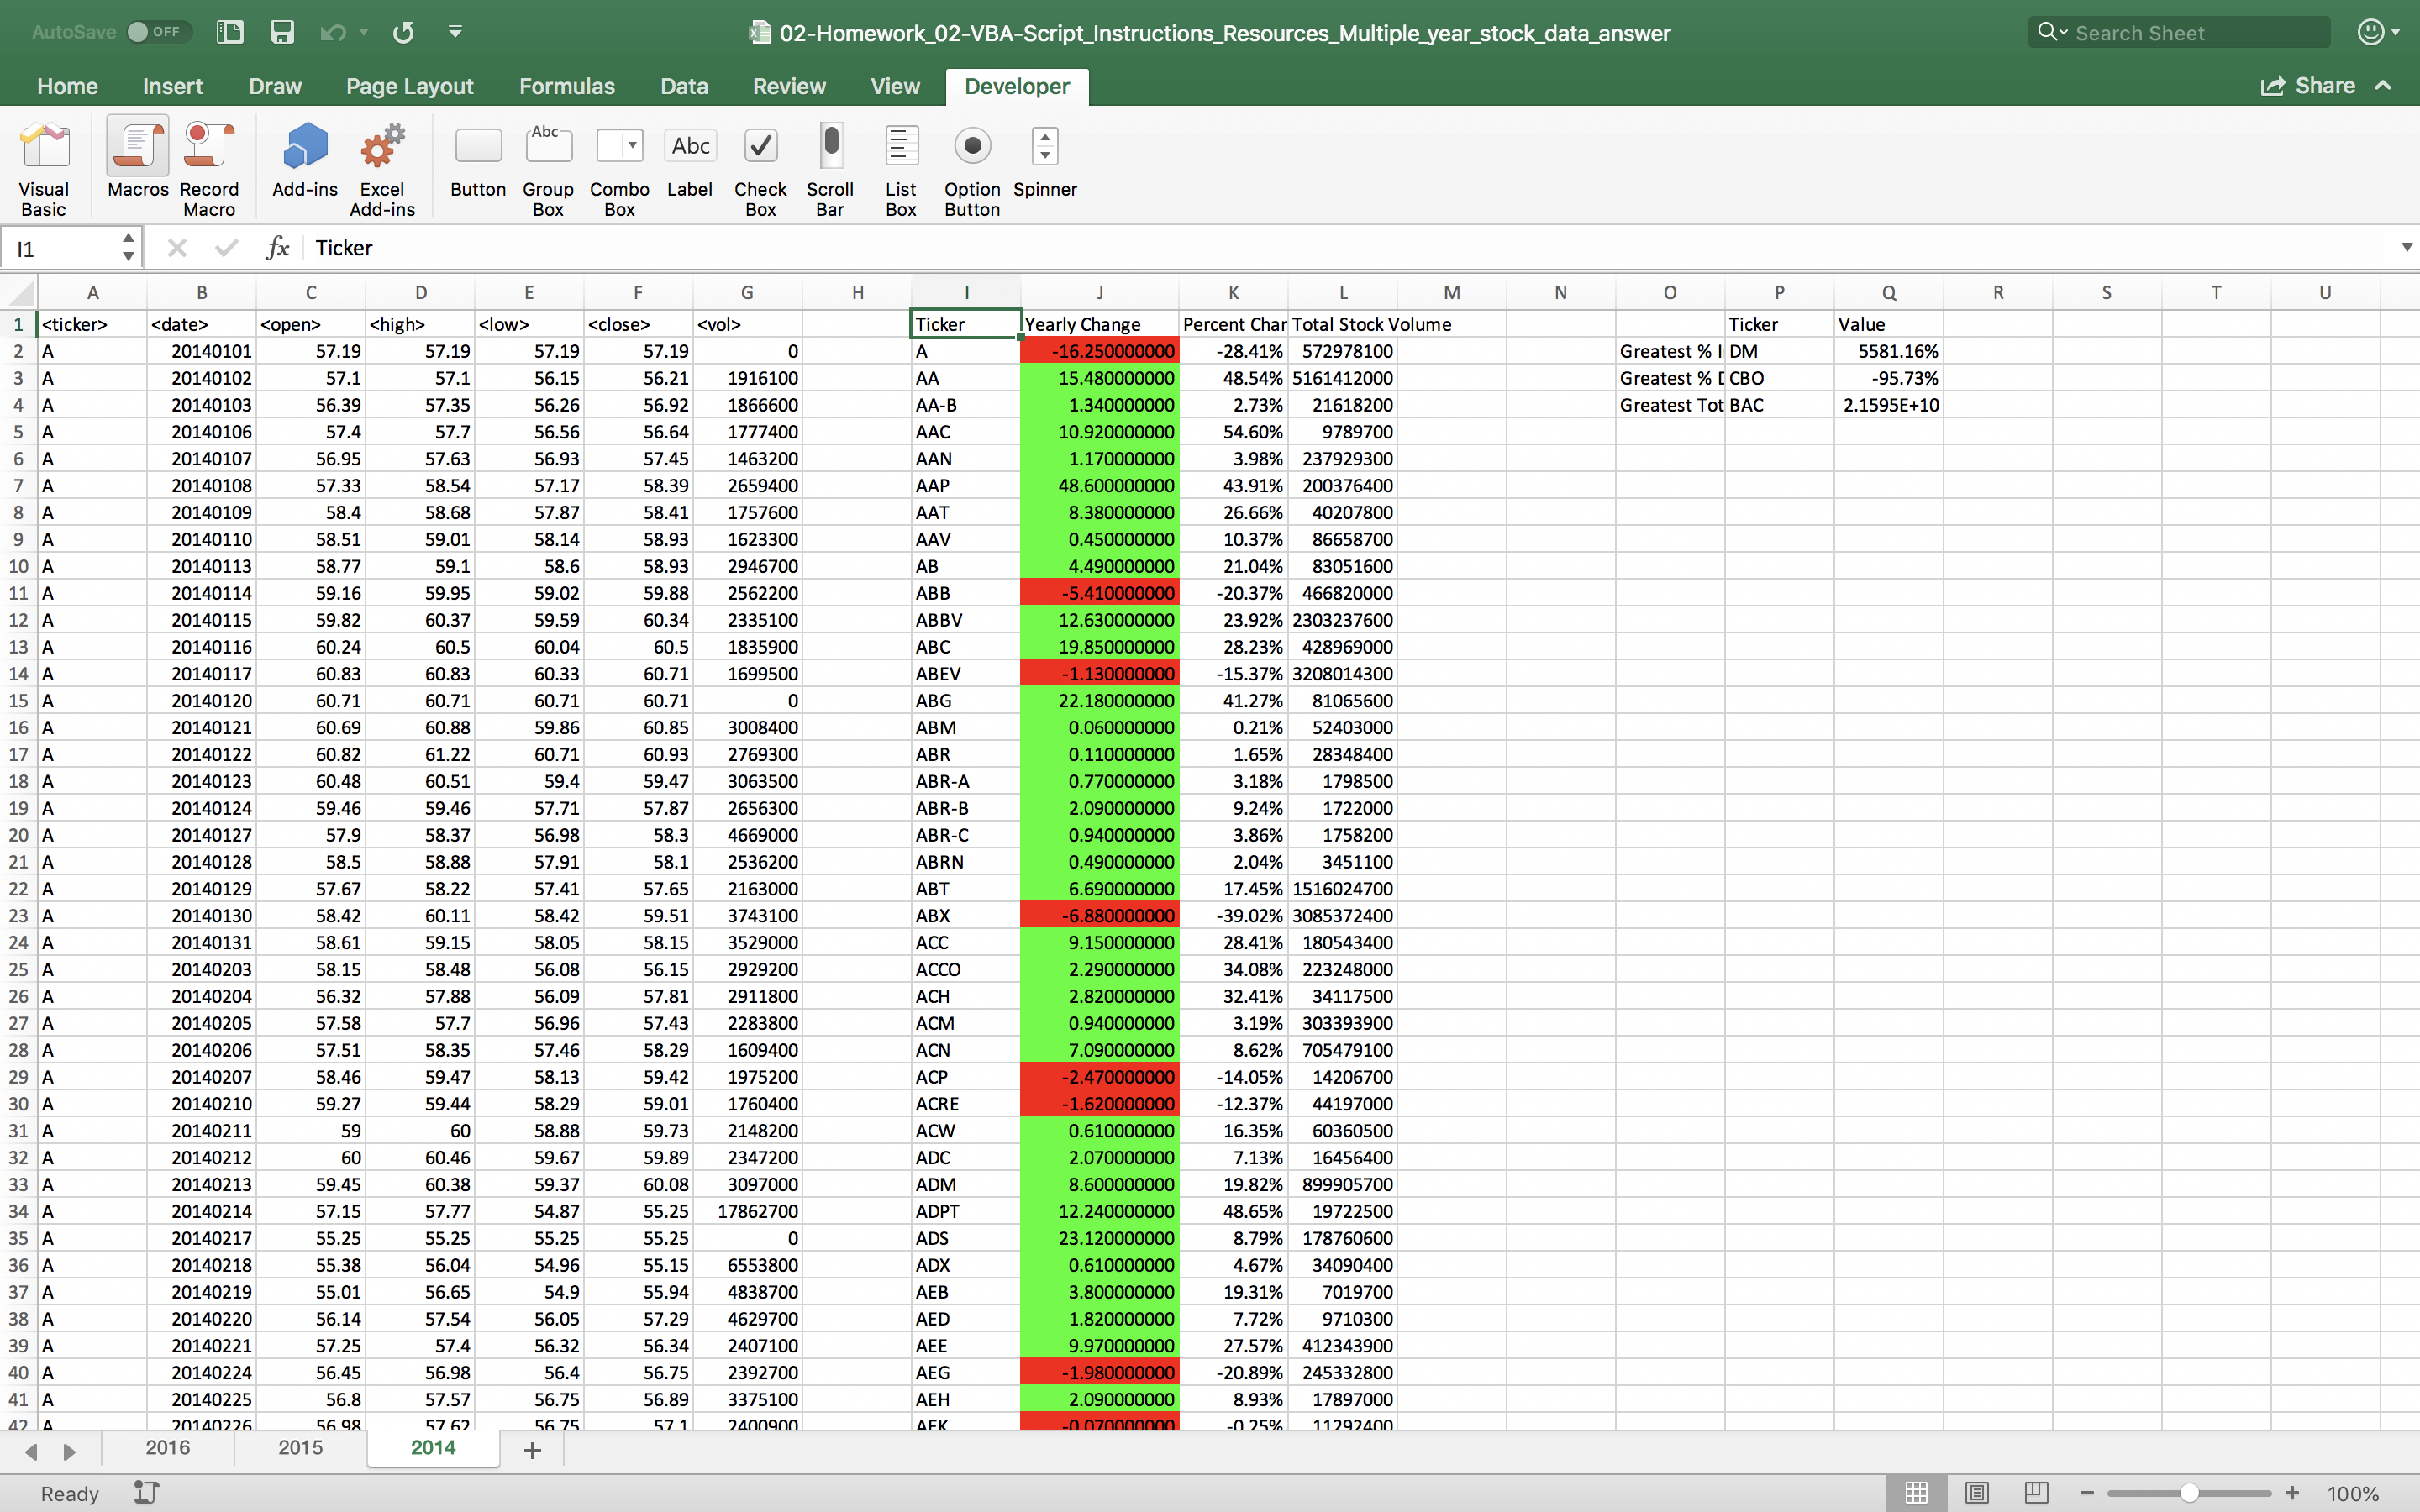 AutoSave OFF 02-Homework_02-VBA-Script_Instructions_Resources_Multiple_year_stock_data_answer Search Sheet
Home Insert Draw Page Layout Formulas Data Review View Developer Share
Visual Basic Macros Record Macro Add-ins Excel Add-ins Button Abc Group Box Combo Box Abc Label Check Box Scroll Bar List Box Option Button Spinner
I1 fx Ticker
A B C D E F G H I J K L M N O P Q R S T U
1 <ticker> <date> <open> <high> <low> <close> <vol> Ticker Yearly Change Percent Char Total Stock Volume Ticker Value
2 A 20140101 57.19 57.19 57.19 57.19 0 A -16.250000000 -28.41% 572978100 Greatest % I DM 5581.16%
3 A 20140102 57.1 57.1 56.15 56.21 1916100 AA 15.480000000 48.54% 5161412000 Greatest % D CBO -95.73%
4 A 20140103 56.39 57.35 56.26 56.92 1866600 AA-B 1.340000000 2.73% 21618200 Greatest Tot BAC 2.1595E+10
5 A 20140106 57.4 57.7 56.56 56.64 1777400 AAC 10.920000000 54.60% 9789700
6 A 20140107 56.95 57.63 56.93 57.45 1463200 AAN 1.170000000 3.98% 237929300
7 A 20140108 57.33 58.54 57.17 58.39 2659400 AAP 48.600000000 43.91% 200376400
8 A 20140109 58.4 58.68 57.87 58.41 1757600 AAT 8.380000000 26.66% 40207800
9 A 20140110 58.51 59.01 58.14 58.93 1623300 AAV 0.450000000 10.37% 86658700
10 A 20140113 58.77 59.1 58.6 58.93 2946700 AB 4.490000000 21.04% 83051600
11 A 20140114 59.16 59.95 59.02 59.88 2562200 ABB -5.410000000 -20.37% 466820000
12 A 20140115 59.82 60.37 59.59 60.34 2335100 ABBV 12.630000000 23.92% 2303237600
13 A 20140116 60.24 60.5 60.04 60.5 1835900 ABC 19.850000000 28.23% 428969000
14 A 20140117 60.83 60.83 60.33 60.71 1699500 ABEV -1.130000000 -15.37% 3208014300
15 A 20140120 60.71 60.71 60.71 60.71 0 ABG 22.180000000 41.27% 81065600
16 A 20140121 60.69 60.88 59.86 60.85 3008400 ABM 0.060000000 0.21% 52403000
17 A 20140122 60.82 61.22 60.71 60.93 2769300 ABR 0.110000000 1.65% 28348400
18 A 20140123 60.48 60.51 59.4 59.47 3063500 ABR-A 0.770000000 3.18% 1798500
19 A 20140124 59.46 59.46 57.71 57.87 2656300 ABR-B 2.090000000 9.24% 1722000
20 A 20140127 57.9 58.37 56.98 58.3 4669000 ABR-C 0.940000000 3.86% 1758200
21 A 20140128 58.5 58.88 57.91 58.1 2536200 ABRN 0.490000000 2.04% 3451100
22 A 20140129 57.67 58.22 57.41 57.65 2163000 ABT 6.690000000 17.45% 1516024700
23 A 20140130 58.42 60.11 58.42 59.51 3743100 ABX -6.880000000 -39.02% 3085372400
24 A 20140131 58.61 59.15 58.05 58.15 3529000 ACC 9.150000000 28.41% 180543400
25 A 20140203 58.15 58.48 56.08 56.15 2929200 ACCO 2.290000000 34.08% 223248000
26 A 20140204 56.32 57.88 56.09 57.81 2911800 ACH 2.820000000 32.41% 34117500
27 A 20140205 57.58 57.7 56.96 57.43 2283800 ACM 0.940000000 3.19% 303393900
28 A 20140206 57.51 58.35 57.46 58.29 1609400 ACN 7.090000000 8.62% 705479100
29 A 20140207 58.46 59.47 58.13 59.42 1975200 ACP -2.470000000 -14.05% 14206700
30 A 20140210 59.27 59.44 58.29 59.01 1760400 ACRE -1.620000000 -12.37% 44197000
31 A 20140211 59 60 58.88 59.73 2148200 ACW 0.610000000 16.35% 60360500
32 A 20140212 60 60.46 59.67 59.89 2347200 ADC 2.070000000 7.13% 16456400
33 A 20140213 59.45 60.38 59.37 60.08 3097000 ADM 8.600000000 19.82% 899905700
34 A 20140214 57.15 57.77 54.87 55.25 17862700 ADPT 12.240000000 48.65% 19722500
35 A 20140217 55.25 55.25 55.25 55.25 0 ADS 23.120000000 8.79% 178760600
36 A 20140218 55.38 56.04 54.96 55.15 6553800 ADX 0.610000000 4.67% 34090400
37 A 20140219 55.01 56.65 54.9 55.94 4838700 AEB 3.800000000 19.31% 7019700
38 A 20140220 56.14 57.54 56.05 57.29 4629700 AED 1.820000000 7.72% 9710300
39 A 20140221 57.25 57.4 56.32 56.34 2407100 AEE 9.970000000 27.57% 412343900
40 A 20140224 56.45 56.98 56.4 56.75 2392700 AEG -1.980000000 -20.89% 245332800
41 A 20140225 56.8 57.57 56.75 56.89 3375100 AEH 2.090000000 8.93% 17897000
42 A 20140226 56.98 57.62 56.75 57.1 2400900 AEK -0.070000000 -0.25% 11292400
2016 2015 2014 +
Ready 100%